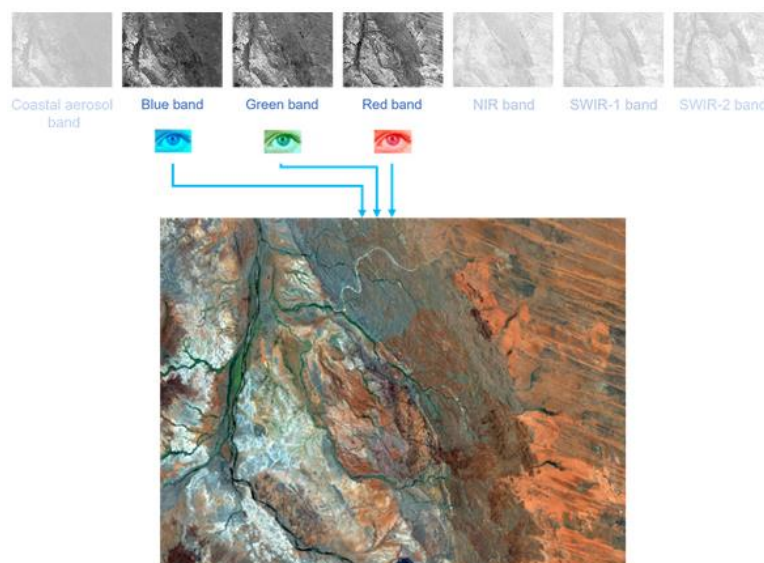 Coastal aerosol
band
Blue band
Green band
Red band
NIR band
SWIR-1 band
SWIR-2 band